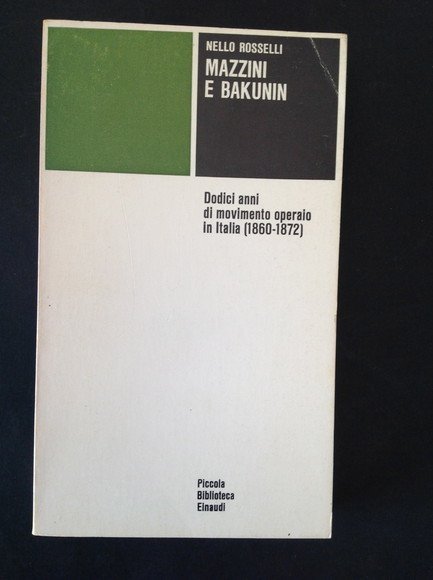 NELLO ROSSELLI
MAZZINI
E BAKUNIN
Dodici anni
di movimento operaio
in Italia (1860-1872)
Piccola
Biblioteca
Einaudi